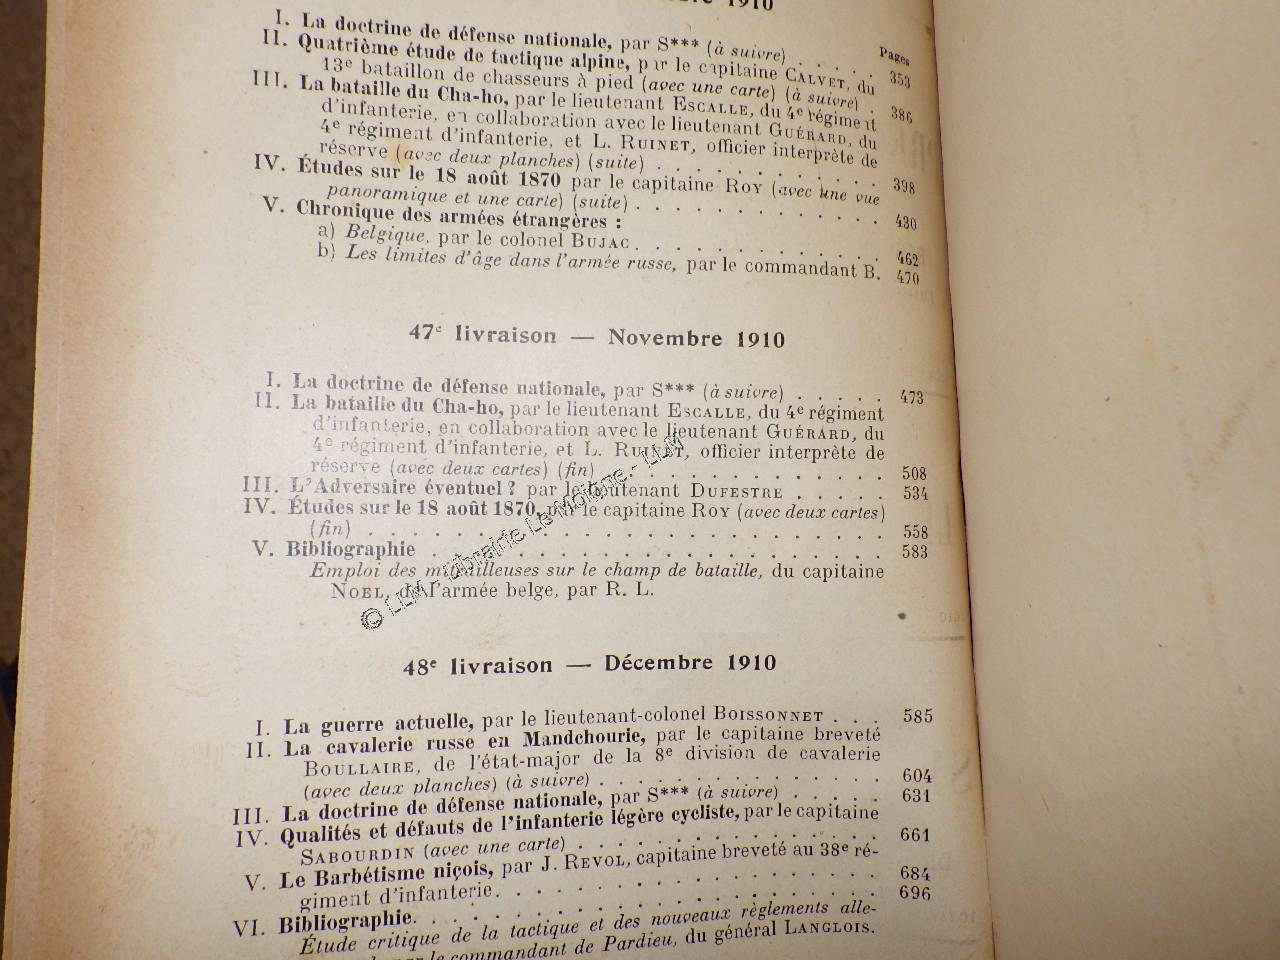 1910
Pages
I. La doctrine de défense nationale, par S*** (à suivre) . . . . . 353
II. Quatrième étude de tactique alpine, par le capitaine CALVET, du
13e bataillon de chasseurs à pied (avec une carte) (à suivre) . 386
III. La bataille du Cha-ho, par le lieutenant ESCALLE, du 4e régiment
d'infanterie, en collaboration avec le lieutenant GUÉRARD, du
4e régiment d'infanterie, et L. RUINET, officier interprète de
réserve (avec deux planches) (suite) . . . . . . . . . . . 398
IV. Études sur le 18 août 1870 par le capitaine ROY (avec une vue
panoramique et une carte) (suite) . . . . . . . . . . . . . 430
V. Chronique des armées étrangères :
a) Belgique, par le colonel BUJAC . . . . . . . . . . . . . 462
b) Les limites d'âge dans l'armée russe, par le commandant B. 470
47e livraison — Novembre 1910
I. La doctrine de défense nationale, par S*** (à suivre) . . . . . 473
II. La bataille du Cha-ho, par le lieutenant ESCALLE, du 4e régiment
d'infanterie, en collaboration avec le lieutenant GUÉRARD, du
4e régiment d'infanterie, et L. RUINET, officier interprète de
réserve (avec deux cartes) (fin) . . . . . . . . . . . . . 508
III. L'Adversaire éventuel ? par le lieutenant DUFESTRE . . . . . 534
IV. Études sur le 18 août 1870, par le capitaine ROY (avec deux cartes)
(fin) . . . . . . . . . . . . . . . . . . . . . . 558
V. Bibliographie . . . . . . . . . . . . . . . . . . 583
Emploi des mitrailleuses sur le champ de bataille, du capitaine
NOEL, de l'armée belge, par R. L.
© LLM - Librairie Le Moliane - LLM
48e livraison — Décembre 1910
I. La guerre actuelle, par le lieutenant-colonel BOISSONNET . . . 585
II. La cavalerie russe en Mandchourie, par le capitaine breveté
BOULLAIRE, de l'état-major de la 8e division de cavalerie
(avec deux planches) (à suivre) . . . . . . . . . . . . . 604
III. La doctrine de défense nationale, par S*** (à suivre) . . . . . 631
IV. Qualités et défauts de l'infanterie légère cycliste, par le capitaine
SABOURDIN (avec une carte) . . . . . . . . . . . . . . 661
V. Le Barbétisme niçois, par J. REVOL, capitaine breveté au 38e ré-
giment d'infanterie. . . . . . . . . . . . . . . . . . 684
VI. Bibliographie. . . . . . . . . . . . . . . . . . . 696
Étude critique de la tactique et des nouveaux règlements alle-
par le commandant de Pardieu, du général LANGLOIS.